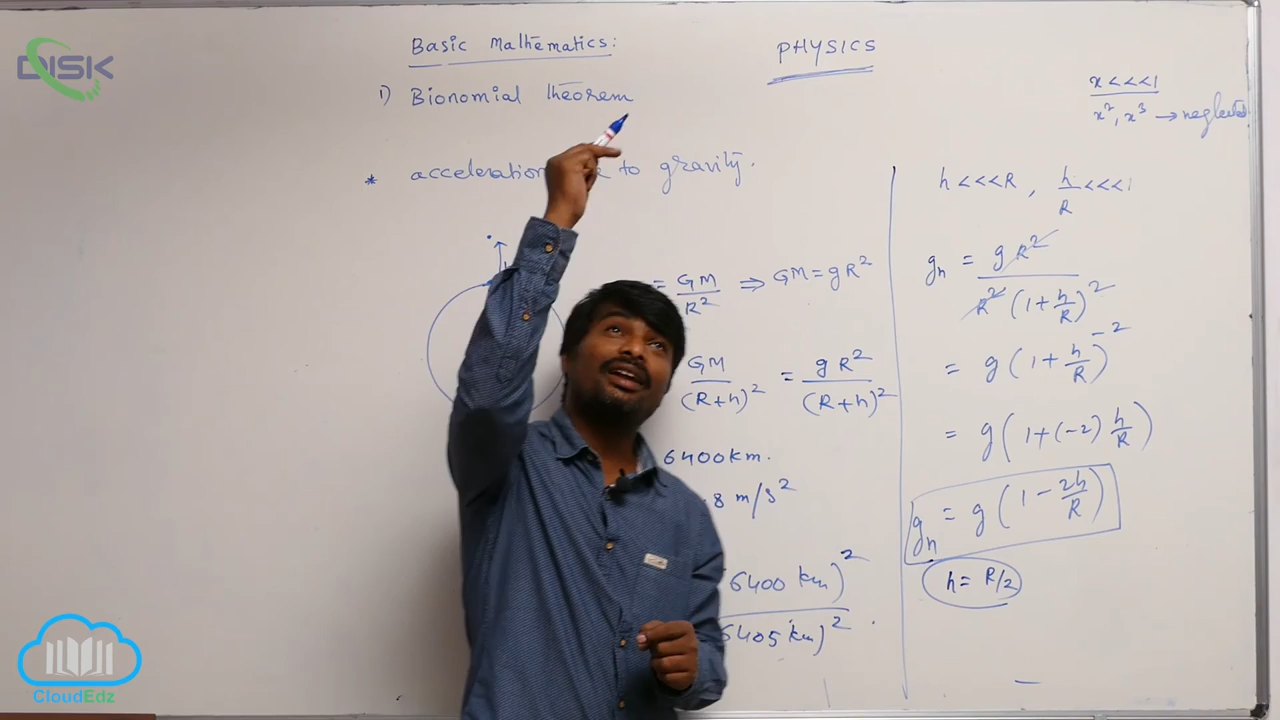 DISK
Basic Mathematics:
PHYSICS
1) Bionomial theorem
x <<< 1
x², x³ → neglected
* acceleration to gravity.
h <<< R, h/R <<< 1
gₕ = gR² / R²(1 + h/R)²
= GM/R² ⇒ GM = gR²
= g(1 + h/R)⁻²
GM/(R+h)² = gR²/(R+h)²
= g(1 + (-2) h/R)
6400 km.
8 m/s²
gₕ = g(1 - 2h/R)
h = R/2
6400 km)²
6405 km)²
CloudEdz